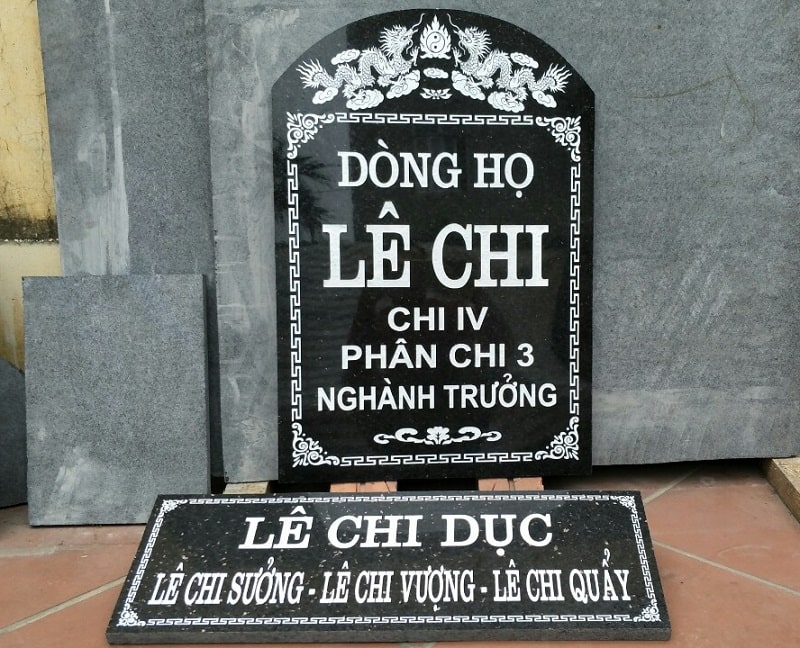 DÒNG HỌ
LÊ CHI
CHI IV
PHÂN CHI 3
NGHÀNH TRƯỞNG
LÊ CHI DỤC
LÊ CHI SƯỞNG - LÊ CHI VƯỢNG - LÊ CHI QUẨY